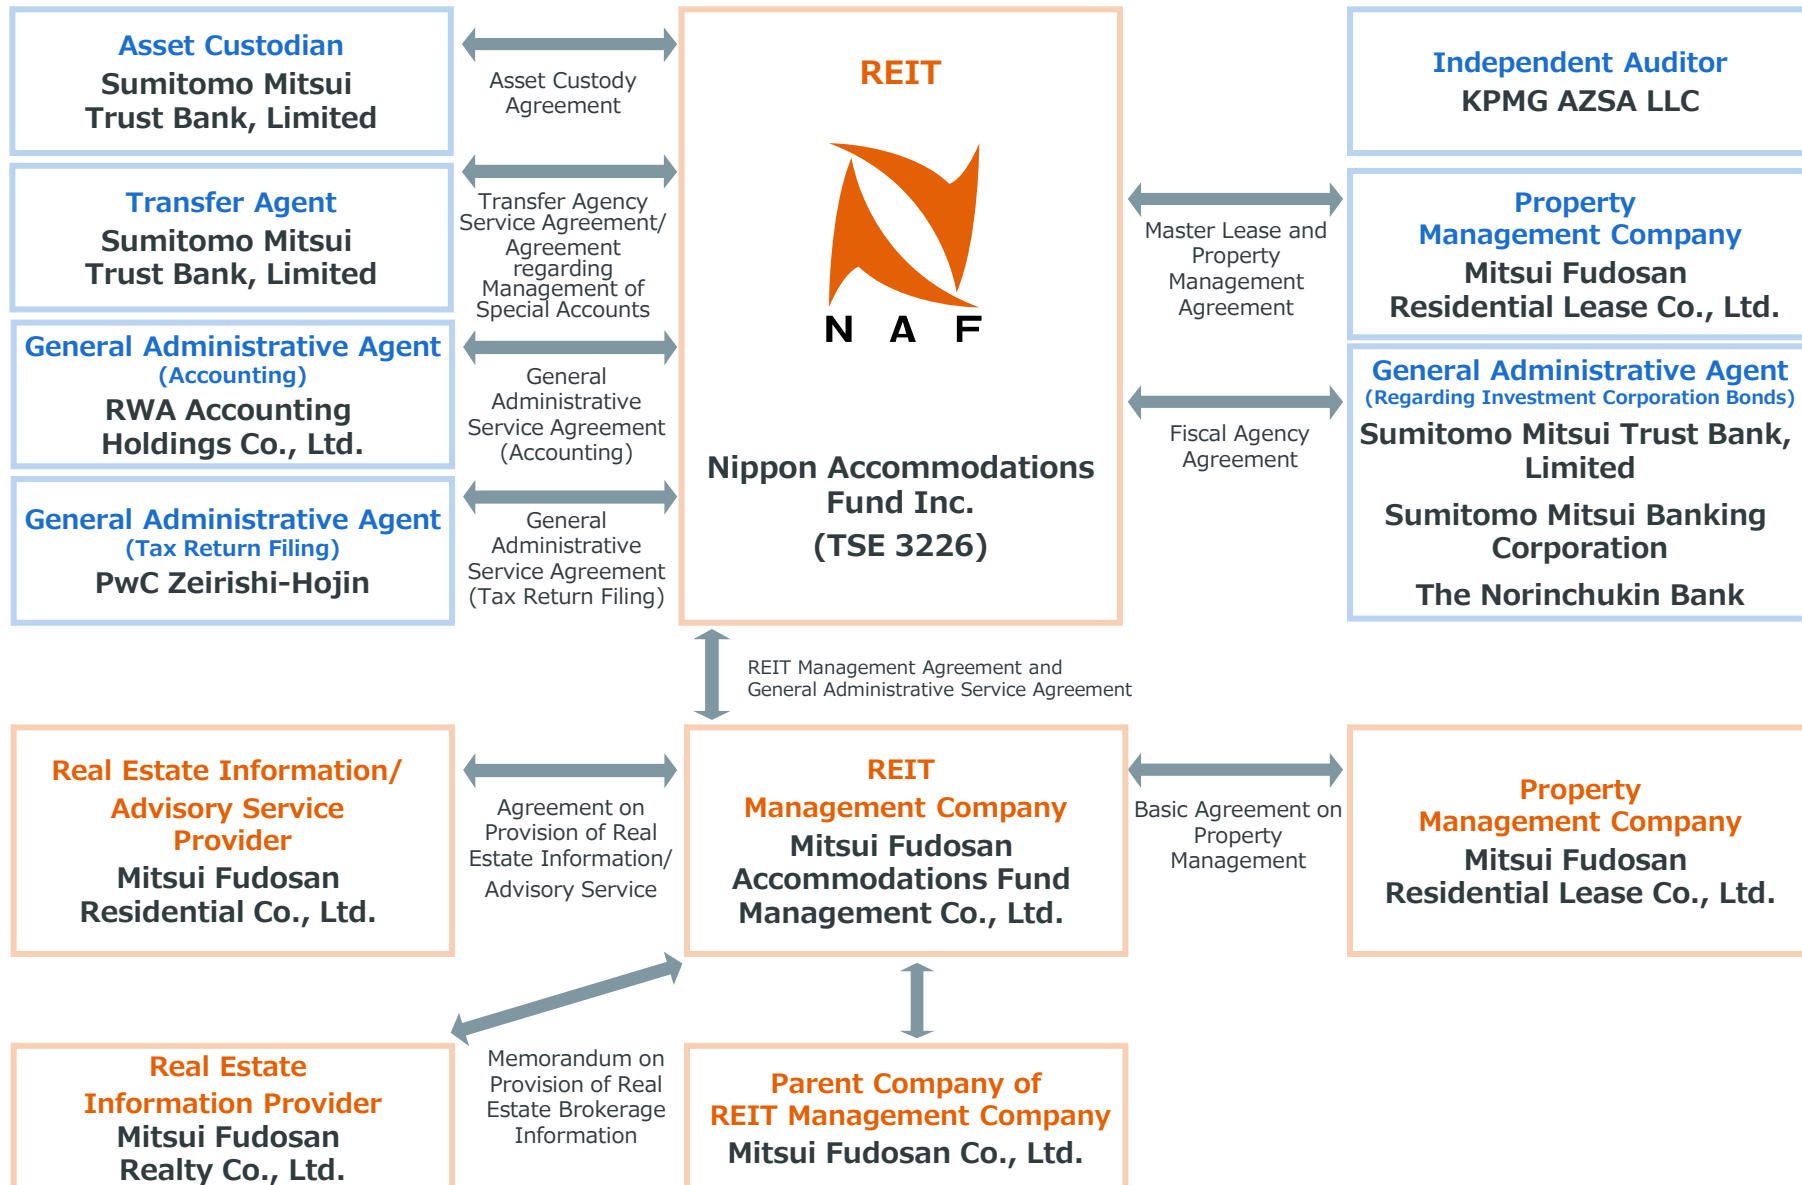 Asset Custodian
Sumitomo Mitsui
Trust Bank, Limited
Asset Custody
Agreement
Transfer Agent
Sumitomo Mitsui
Trust Bank, Limited
Transfer Agency
Service Agreement/
Agreement
regarding
Management of
Special Accounts
General Administrative Agent
(Accounting)
RWA Accounting
Holdings Co., Ltd.
General
Administrative
Service Agreement
(Accounting)
General Administrative Agent
(Tax Return Filing)
PwC Zeirishi-Hojin
General
Administrative
Service Agreement
(Tax Return Filing)
REIT
N A F
Nippon Accommodations
Fund Inc.
(TSE 3226)
Independent Auditor
KPMG AZSA LLC
Master Lease and
Property
Management
Agreement
Property
Management Company
Mitsui Fudosan
Residential Lease Co., Ltd.
Fiscal Agency
Agreement
General Administrative Agent
(Regarding Investment Corporation Bonds)
Sumitomo Mitsui Trust Bank,
Limited
Sumitomo Mitsui Banking
Corporation
The Norinchukin Bank
REIT Management Agreement and
General Administrative Service Agreement
Real Estate Information/
Advisory Service
Provider
Mitsui Fudosan
Residential Co., Ltd.
Agreement on
Provision of Real
Estate Information/
Advisory Service
REIT
Management Company
Mitsui Fudosan
Accommodations Fund
Management Co., Ltd.
Basic Agreement on
Property
Management
Property
Management Company
Mitsui Fudosan
Residential Lease Co., Ltd.
Real Estate
Information Provider
Mitsui Fudosan
Realty Co., Ltd.
Memorandum on
Provision of Real
Estate Brokerage
Information
Parent Company of
REIT Management Company
Mitsui Fudosan Co., Ltd.